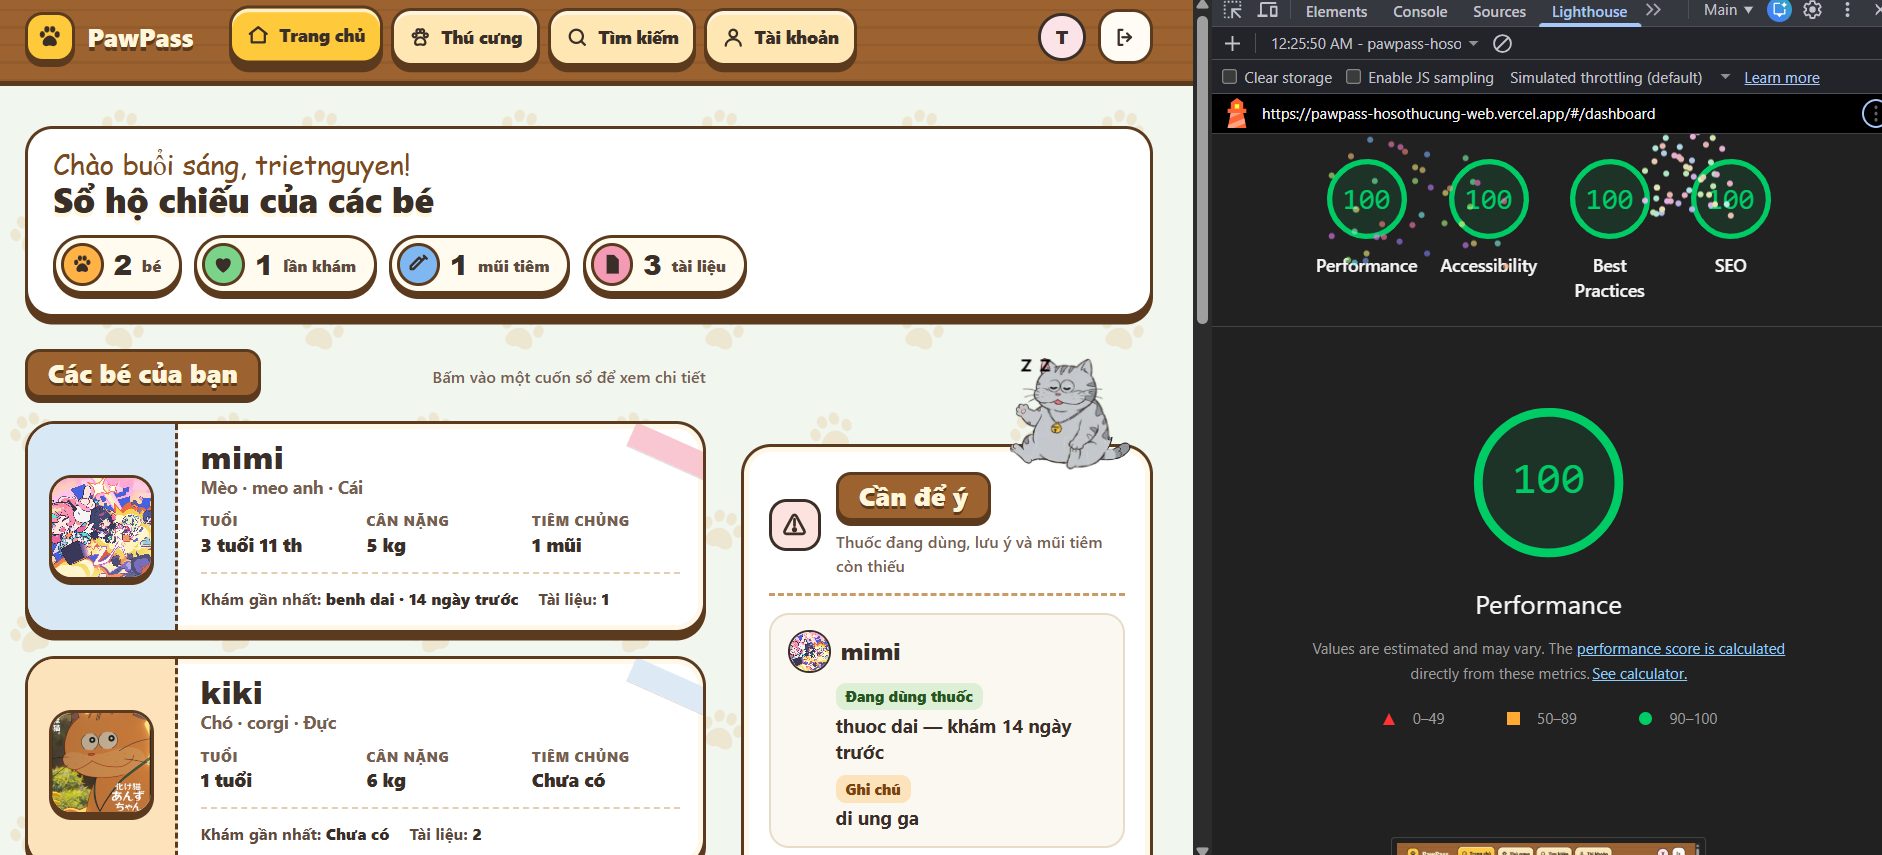 PawPass
Trang chủ
Thú cưng
Tìm kiếm
Tài khoản
T
Chào buổi sáng, trietnguyen!
Sổ hộ chiếu của các bé
2 bé
1 lần khám
1 mũi tiêm
3 tài liệu
Các bé của bạn
Bấm vào một cuốn sổ để xem chi tiết
z z
mimi
Mèo · meo anh · Cái
TUỔI CÂN NẶNG TIÊM CHỦNG
3 tuổi 11 th 5 kg 1 mũi
Khám gần nhất: benh dai · 14 ngày trước Tài liệu: 1
kiki
Chó · corgi · Đực
TUỔI CÂN NẶNG TIÊM CHỦNG
1 tuổi 6 kg Chưa có
Khám gần nhất: Chưa có Tài liệu: 2
化け猫
あんず
ちゃん
Cần để ý
Thuốc đang dùng, lưu ý và mũi tiêm
còn thiếu
mimi
Đang dùng thuốc
thuoc dai — khám 14 ngày
trước
Ghi chú
di ung ga
Elements Console Sources Lighthouse Main
12:25:50 AM - pawpass-hoso
Clear storage Enable JS sampling Simulated throttling (default) Learn more
https://pawpass-hosothucung-web.vercel.app/#/dashboard
100 100 100 100
Performance Accessibility Best Practices SEO
100
Performance
Values are estimated and may vary. The performance score is calculated
directly from these metrics. See calculator.
0–49 50–89 90–100